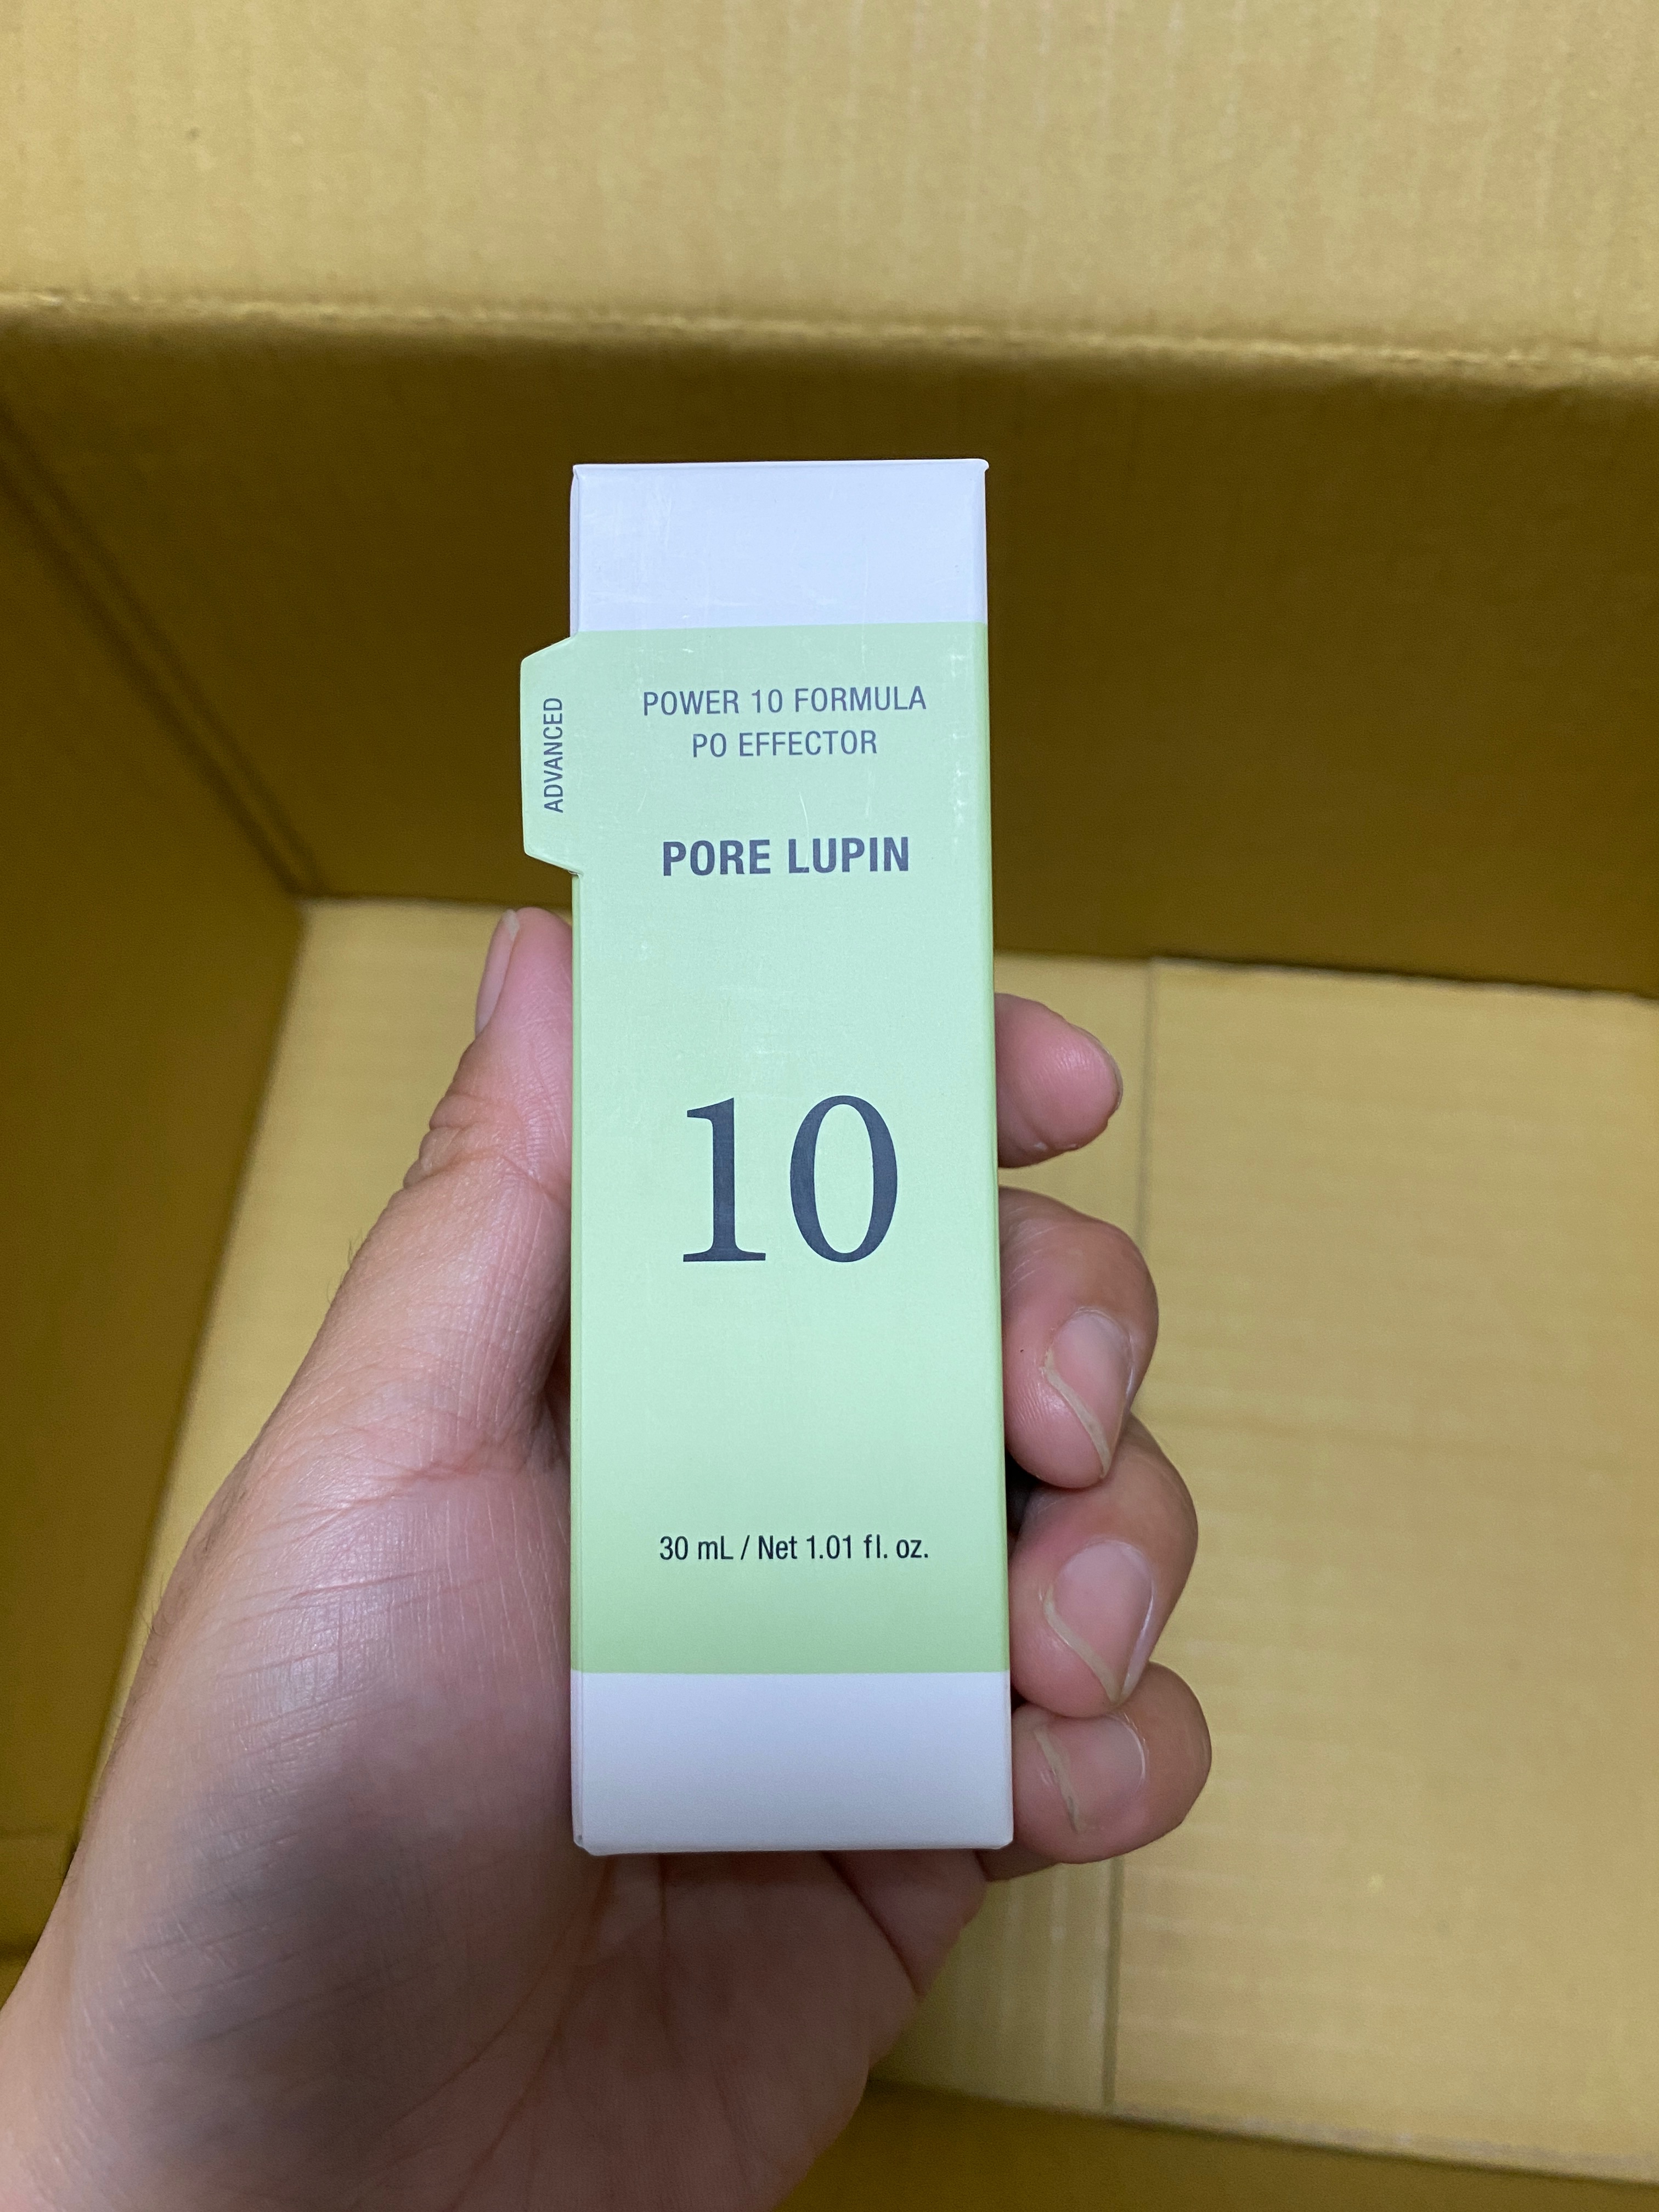 ADVANCED
POWER 10 FORMULA
PO EFFECTOR
PORE LUPIN
10
30 mL / Net 1.01 fl. oz.